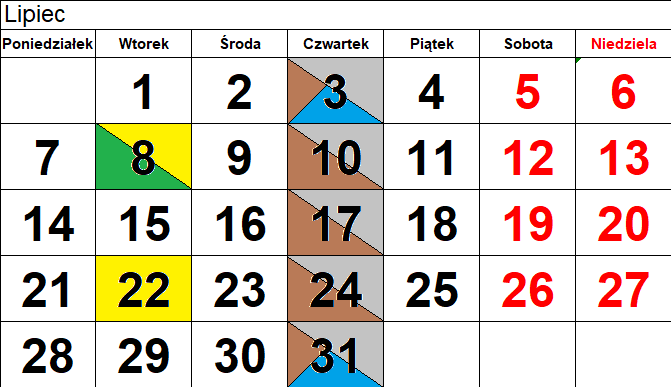 Lipiec
Poniedziałek Wtorek Środa Czwartek Piątek Sobota Niedziela
1 2 3 4 5 6
7 8 9 10 11 12 13
14 15 16 17 18 19 20
21 22 23 24 25 26 27
28 29 30 31